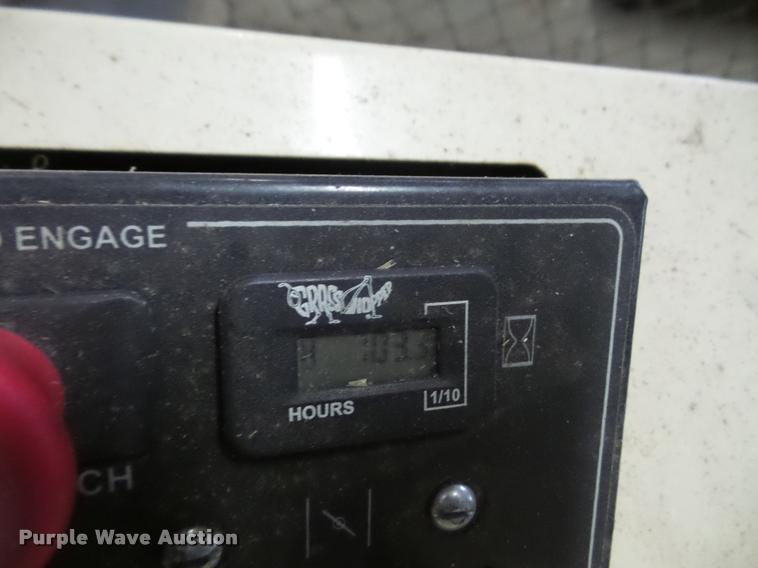 ENGAGE
GRASSHOPPER
HOURS
1/10
CH
Purple Wave Auction